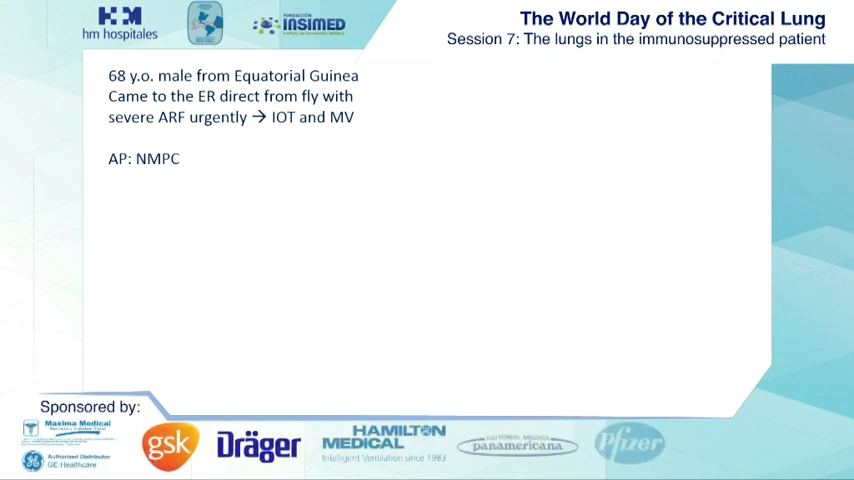 hm hospitales
FUNDACIÓN
INSIMED
The World Day of the Critical Lung
Session 7: The lungs in the immunosuppressed patient
68 y.o. male from Equatorial Guinea
Came to the ER direct from fly with
severe ARF urgently → IOT and MV
AP: NMPC
Sponsored by:
Maxima Medical
Authorised Distributor
GE Healthcare
gsk
Dräger
HAMILTON
MEDICAL
Intelligent Ventilation since 1983
EDITORIAL MEDICA
panamericana
Pfizer